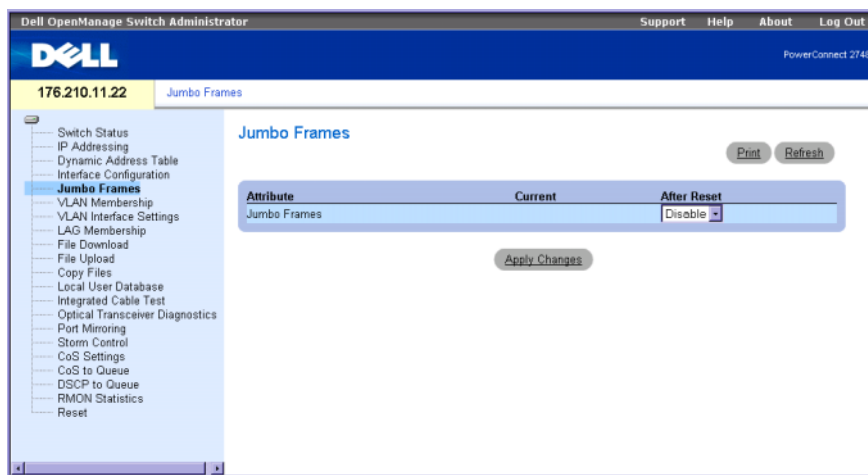 Dell OpenManage Switch Administrator Support Help About Log Out
DELL
PowerConnect 2748
176.210.11.22 Jumbo Frames
Switch Status
IP Addressing
Dynamic Address Table
Interface Configuration
Jumbo Frames
VLAN Membership
VLAN Interface Settings
LAG Membership
File Download
File Upload
Copy Files
Local User Database
Integrated Cable Test
Optical Transceiver Diagnostics
Port Mirroring
Storm Control
CoS Settings
CoS to Queue
DSCP to Queue
RMON Statistics
Reset
Jumbo Frames
Print Refresh
Attribute Current After Reset
Jumbo Frames Disable
Apply Changes